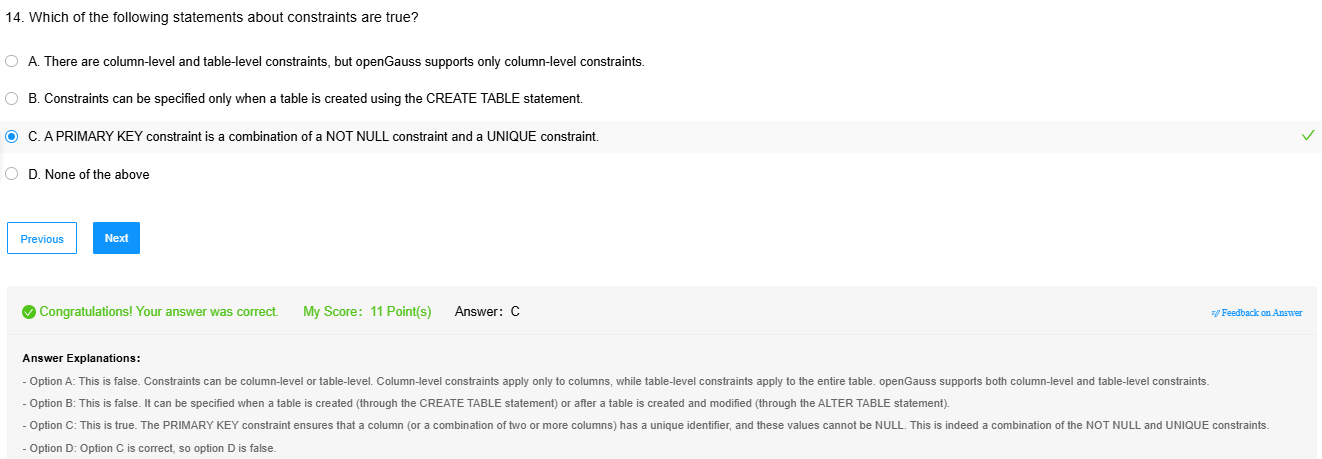 14. Which of the following statements about constraints are true?
A. There are column-level and table-level constraints, but openGauss supports only column-level constraints.
B. Constraints can be specified only when a table is created using the CREATE TABLE statement.
C. A PRIMARY KEY constraint is a combination of a NOT NULL constraint and a UNIQUE constraint.
D. None of the above
Previous Next
Congratulations! Your answer was correct. My Score: 11 Point(s) Answer: C Feedback on Answer
Answer Explanations:
- Option A: This is false. Constraints can be column-level or table-level. Column-level constraints apply only to columns, while table-level constraints apply to the entire table. openGauss supports both column-level and table-level constraints.
- Option B: This is false. It can be specified when a table is created (through the CREATE TABLE statement) or after a table is created and modified (through the ALTER TABLE statement).
- Option C: This is true. The PRIMARY KEY constraint ensures that a column (or a combination of two or more columns) has a unique identifier, and these values cannot be NULL. This is indeed a combination of the NOT NULL and UNIQUE constraints.
- Option D: Option C is correct, so option D is false.